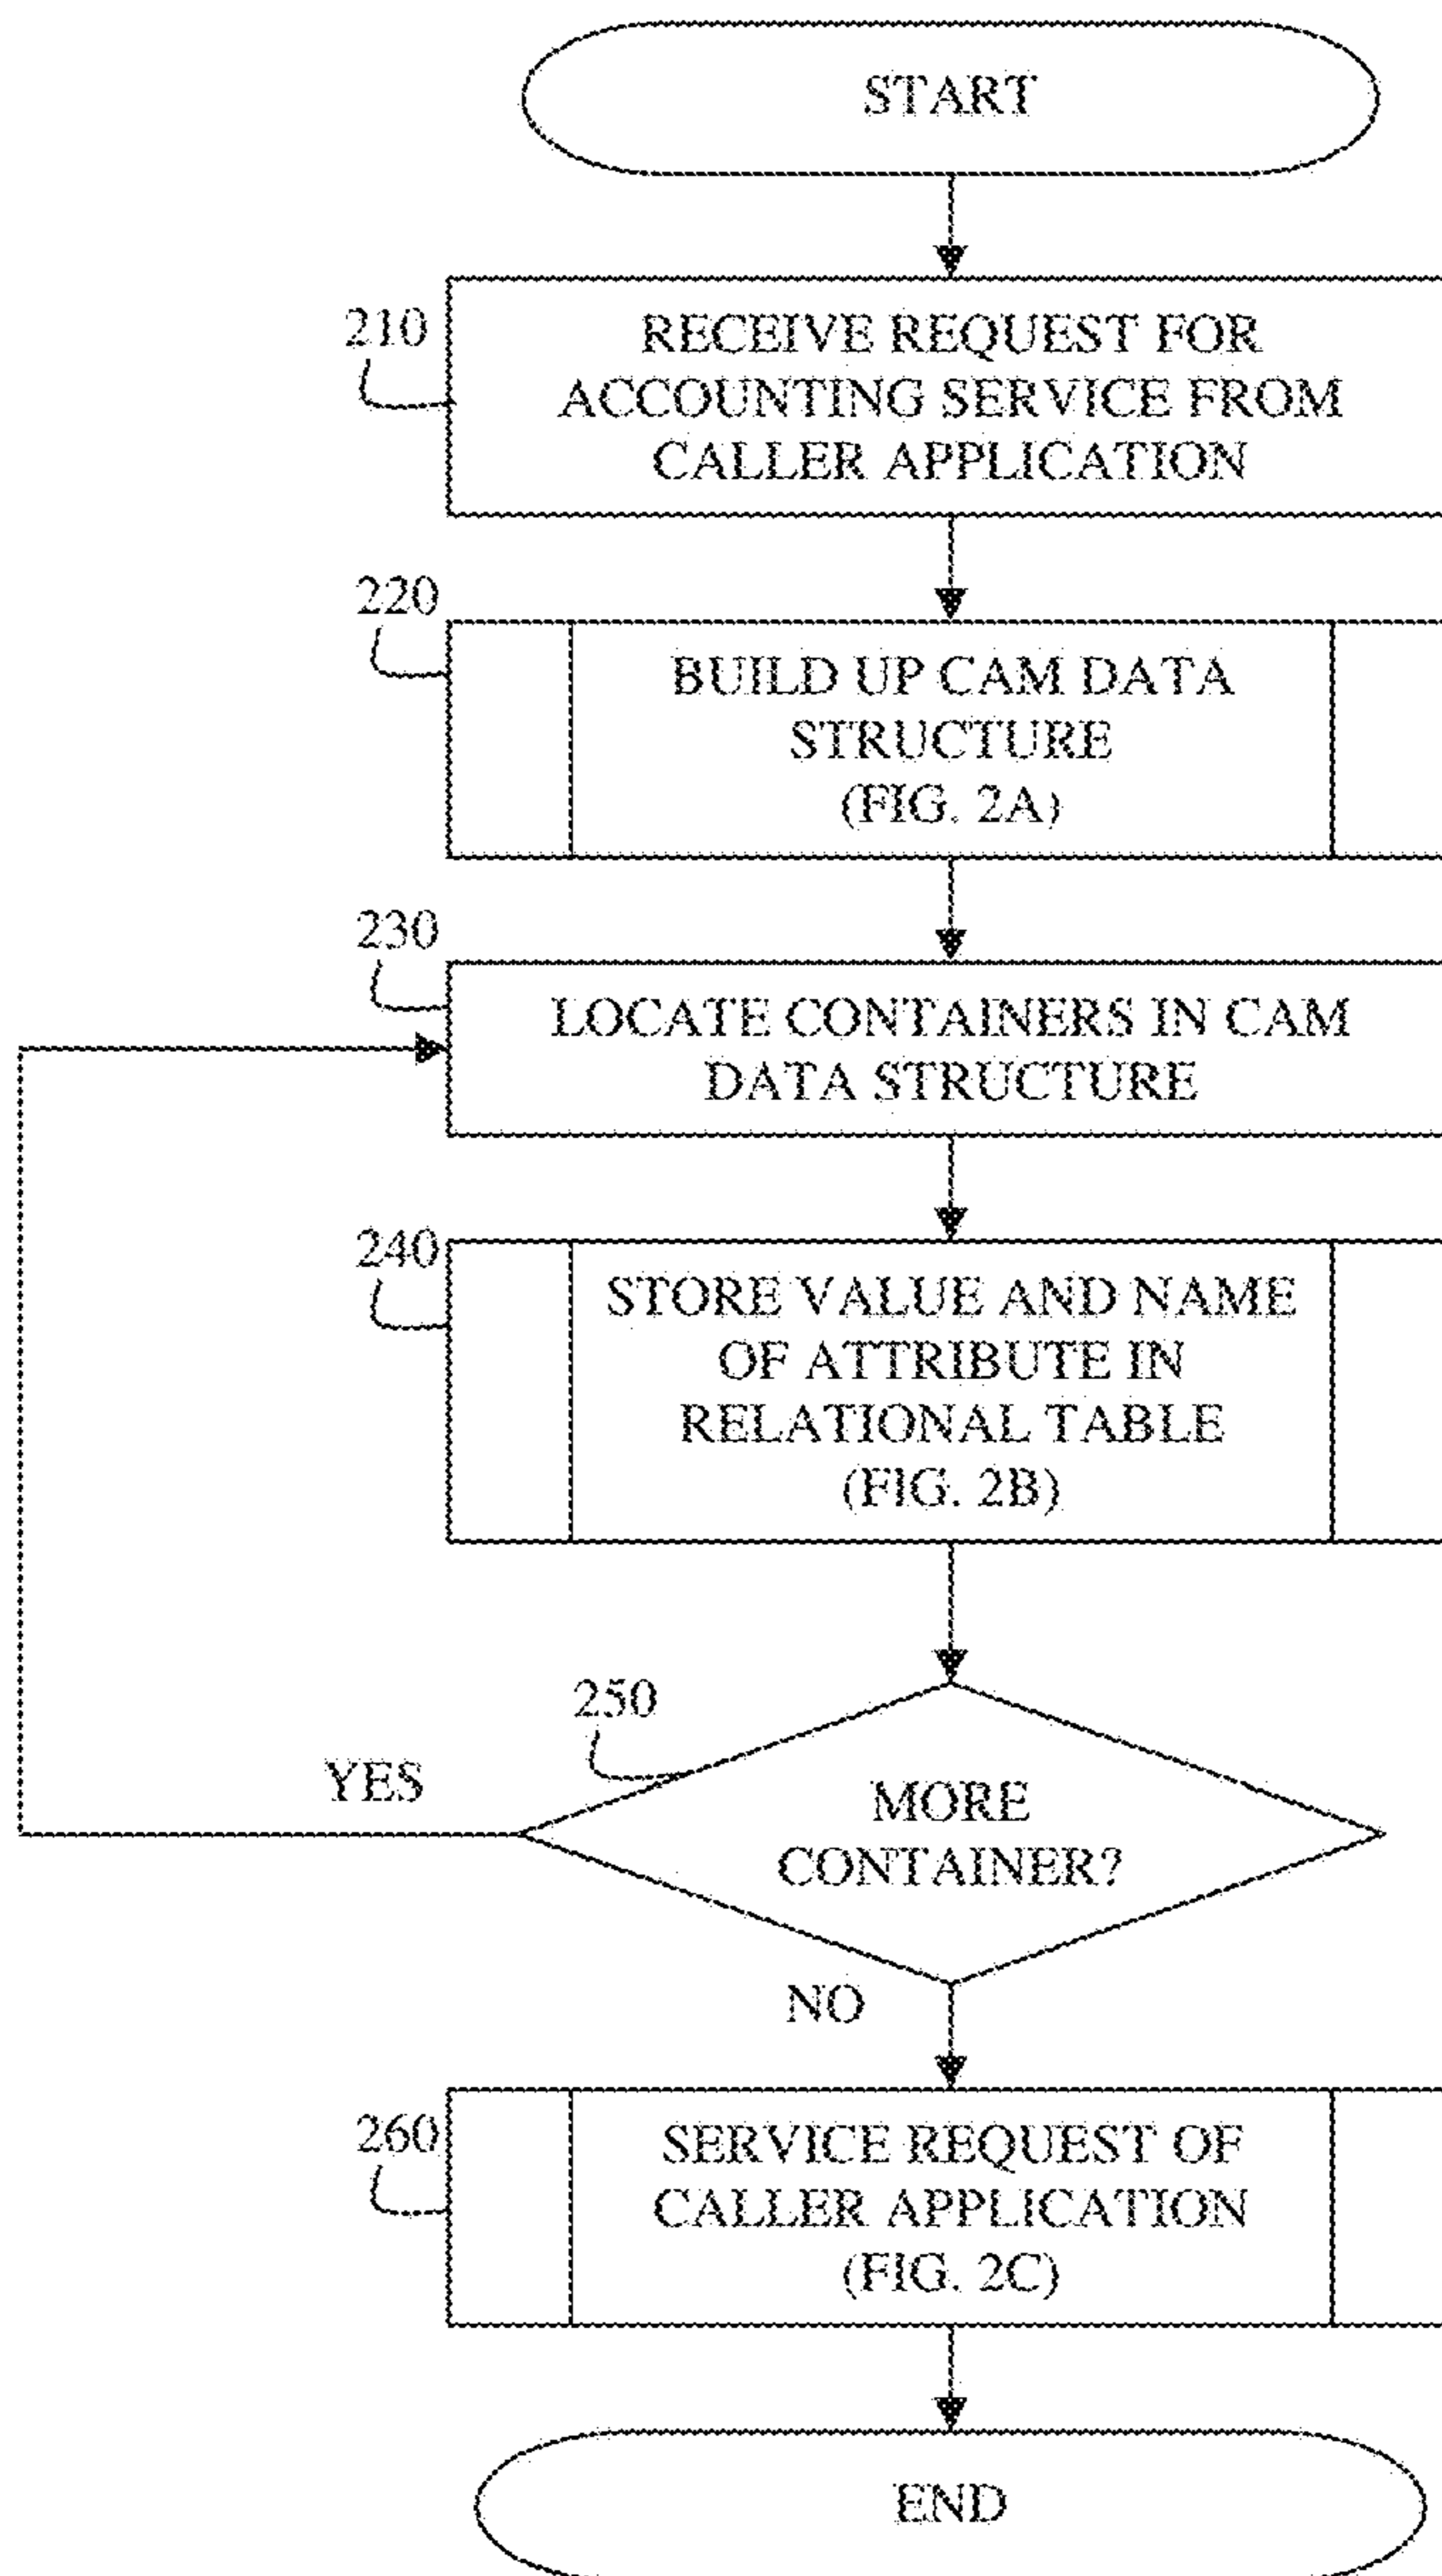 START
210
RECEIVE REQUEST FOR
ACCOUNTING SERVICE FROM
CALLER APPLICATION
220
BUILD UP CAM DATA
STRUCTURE
(FIG. 2A)
230
LOCATE CONTAINERS IN CAM
DATA STRUCTURE
240
STORE VALUE AND NAME
OF ATTRIBUTE IN
RELATIONAL TABLE
(FIG. 2B)
250
YES
MORE
CONTAINER?
NO
260
SERVICE REQUEST OF
CALLER APPLICATION
(FIG. 2C)
END